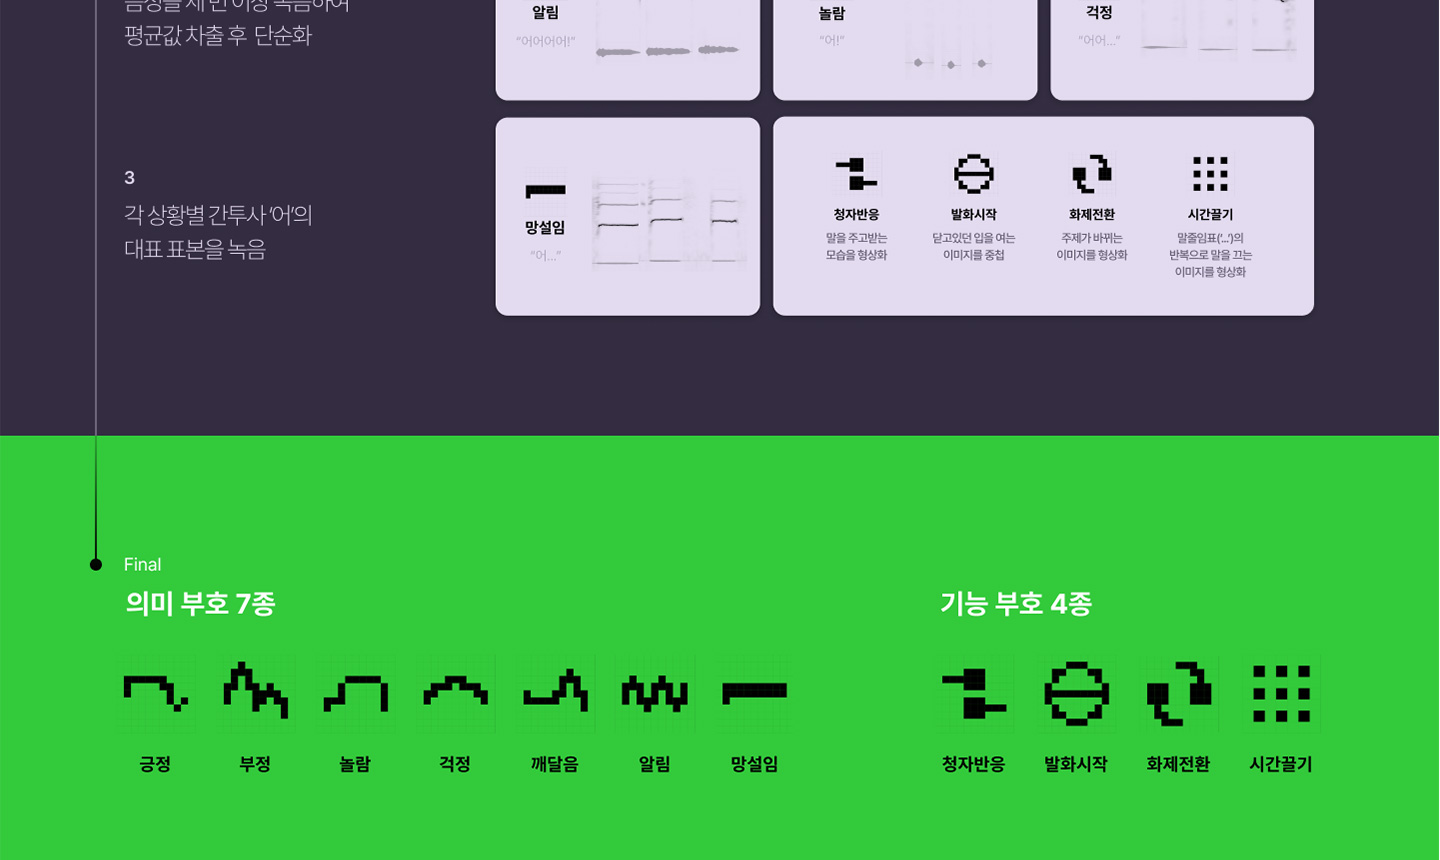 음성을 세 번 이상 녹음하여
평균값 차출 후 단순화
알림
“어어어어!”
놀람
“어!”
걱정
“어어...”
3
각 상황별 간투사 ‘어’의
대표 표본을 녹음
망설임
“어...”
청자반응
말을 주고받는
모습을 형상화
발화시작
닫고있던 입을 여는
이미지를 중첩
화제전환
주제가 바뀌는
이미지를 형상화
시간끌기
말줄임표(‘...’)의
반복으로 말을 끄는
이미지를 형상화
Final
의미 부호 7종
긍정
부정
놀람
걱정
깨달음
알림
망설임
기능 부호 4종
청자반응
발화시작
화제전환
시간끌기